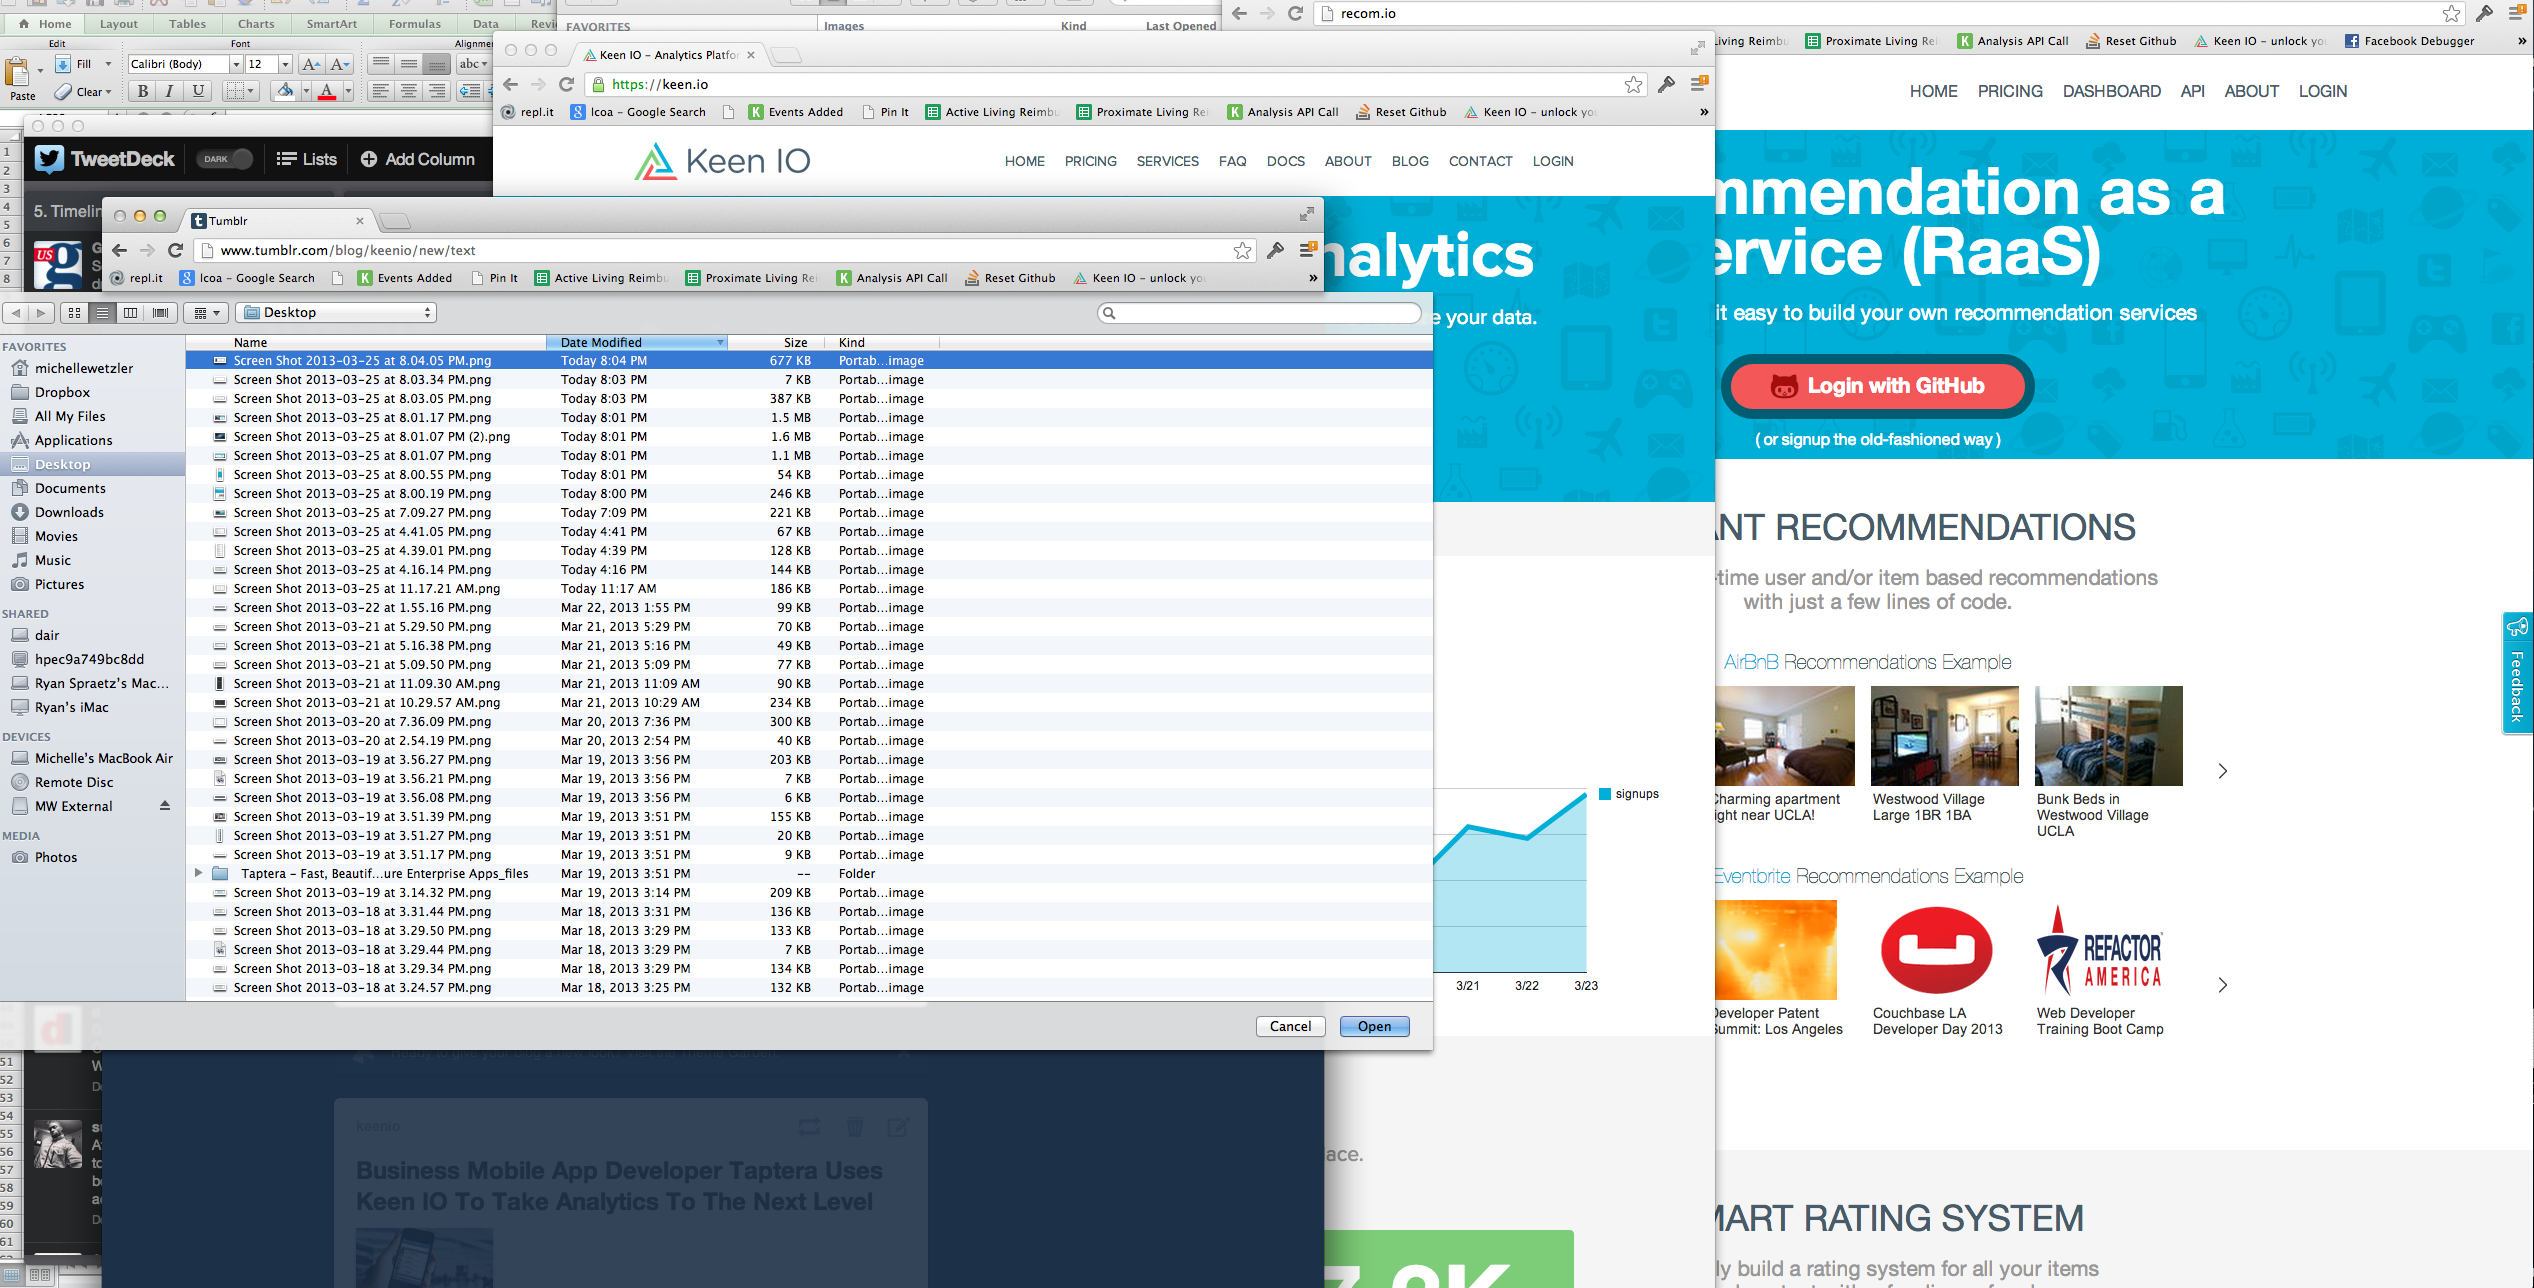 Home Layout Tables Charts SmartArt Formulas Data
Edit Font
Fill Calibri (Body) 12 abc
Paste Clear B I U A
FAVORITES Images Kind Last Opened
recom.io
Proximate Living Analysis API Call Reset Github Keen IO – unlock Facebook Debugger »
HOME PRICING DASHBOARD API ABOUT LOGIN
mmendation as a
ervice (RaaS)
it easy to build your own recommendation services
Login with GitHub
( or signup the old-fashioned way )
ANT RECOMMENDATIONS
-time user and/or item based recommendations
with just a few lines of code.
AirBnB Recommendations Example
Charming apartment
ight near UCLA!
Westwood Village
Large 1BR 1BA
Bunk Beds in
Westwood Village
UCLA
Eventbrite Recommendations Example
REFACTOR
AMERICA
Developer Patent
Summit: Los Angeles
Couchbase LA
Developer Day 2013
Web Developer
Training Boot Camp
MART RATING SYSTEM
ly build a rating system for all your items
Feedback
Keen IO – Analytics Platfor
https://keen.io
repl.it lcoa – Google Search Events Added Pin It Active Living Reimbu Proximate Living Rei Analysis API Call Reset Github Keen IO – unlock yo »
Keen IO
HOME PRICING SERVICES FAQ DOCS ABOUT BLOG CONTACT LOGIN
nalytics
e your data.
signups
3/21 3/22 3/23
ace.
TweetDeck DARK Lists Add Column
5. Timelin
US g
Tumblr
www.tumblr.com/blog/keenio/new/text
repl.it lcoa – Google Search Events Added Pin It Active Living Reimbu Proximate Living Rei Analysis API Call Reset Github Keen IO – unlock yo »
Desktop
FAVORITES
michellewetzler
Dropbox
All My Files
Applications
Desktop
Documents
Downloads
Movies
Music
Pictures
SHARED
dair
hpec9a749bc8dd
Ryan Spraetz's Mac...
Ryan's iMac
DEVICES
Michelle's MacBook Air
Remote Disc
MW External
MEDIA
Photos
Name Date Modified Size Kind
Screen Shot 2013-03-25 at 8.04.05 PM.png Today 8:04 PM 677 KB Portab...image
Screen Shot 2013-03-25 at 8.03.34 PM.png Today 8:03 PM 7 KB Portab...image
Screen Shot 2013-03-25 at 8.03.05 PM.png Today 8:03 PM 387 KB Portab...image
Screen Shot 2013-03-25 at 8.01.17 PM.png Today 8:01 PM 1.5 MB Portab...image
Screen Shot 2013-03-25 at 8.01.07 PM (2).png Today 8:01 PM 1.6 MB Portab...image
Screen Shot 2013-03-25 at 8.01.07 PM.png Today 8:01 PM 1.1 MB Portab...image
Screen Shot 2013-03-25 at 8.00.55 PM.png Today 8:01 PM 54 KB Portab...image
Screen Shot 2013-03-25 at 8.00.19 PM.png Today 8:00 PM 246 KB Portab...image
Screen Shot 2013-03-25 at 7.09.27 PM.png Today 7:09 PM 221 KB Portab...image
Screen Shot 2013-03-25 at 4.41.05 PM.png Today 4:41 PM 67 KB Portab...image
Screen Shot 2013-03-25 at 4.39.01 PM.png Today 4:39 PM 128 KB Portab...image
Screen Shot 2013-03-25 at 4.16.14 PM.png Today 4:16 PM 144 KB Portab...image
Screen Shot 2013-03-25 at 11.17.21 AM.png Today 11:17 AM 186 KB Portab...image
Screen Shot 2013-03-22 at 1.55.16 PM.png Mar 22, 2013 1:55 PM 99 KB Portab...image
Screen Shot 2013-03-21 at 5.29.50 PM.png Mar 21, 2013 5:29 PM 70 KB Portab...image
Screen Shot 2013-03-21 at 5.16.38 PM.png Mar 21, 2013 5:16 PM 49 KB Portab...image
Screen Shot 2013-03-21 at 5.09.50 PM.png Mar 21, 2013 5:09 PM 77 KB Portab...image
Screen Shot 2013-03-21 at 11.09.30 AM.png Mar 21, 2013 11:09 AM 90 KB Portab...image
Screen Shot 2013-03-21 at 10.29.57 AM.png Mar 21, 2013 10:29 AM 234 KB Portab...image
Screen Shot 2013-03-20 at 7.36.09 PM.png Mar 20, 2013 7:36 PM 300 KB Portab...image
Screen Shot 2013-03-20 at 2.54.19 PM.png Mar 20, 2013 2:54 PM 40 KB Portab...image
Screen Shot 2013-03-19 at 3.56.27 PM.png Mar 19, 2013 3:56 PM 203 KB Portab...image
Screen Shot 2013-03-19 at 3.56.21 PM.png Mar 19, 2013 3:56 PM 7 KB Portab...image
Screen Shot 2013-03-19 at 3.56.08 PM.png Mar 19, 2013 3:56 PM 6 KB Portab...image
Screen Shot 2013-03-19 at 3.51.39 PM.png Mar 19, 2013 3:51 PM 155 KB Portab...image
Screen Shot 2013-03-19 at 3.51.27 PM.png Mar 19, 2013 3:51 PM 20 KB Portab...image
Screen Shot 2013-03-19 at 3.51.17 PM.png Mar 19, 2013 3:51 PM 9 KB Portab...image
Taptera – Fast, Beautif...ure Enterprise Apps_files Mar 19, 2013 3:51 PM -- Folder
Screen Shot 2013-03-19 at 3.14.32 PM.png Mar 19, 2013 3:14 PM 209 KB Portab...image
Screen Shot 2013-03-18 at 3.31.44 PM.png Mar 18, 2013 3:31 PM 136 KB Portab...image
Screen Shot 2013-03-18 at 3.29.50 PM.png Mar 18, 2013 3:29 PM 133 KB Portab...image
Screen Shot 2013-03-18 at 3.29.44 PM.png Mar 18, 2013 3:29 PM 7 KB Portab...image
Screen Shot 2013-03-18 at 3.29.34 PM.png Mar 18, 2013 3:29 PM 134 KB Portab...image
Screen Shot 2013-03-18 at 3.24.57 PM.png Mar 18, 2013 3:25 PM 132 KB Portab...image
Cancel Open
Ready to give your blog a new look? Visit the Theme Garden
keenio
Business Mobile App Developer Taptera Uses
Keen IO To Take Analytics To The Next Level